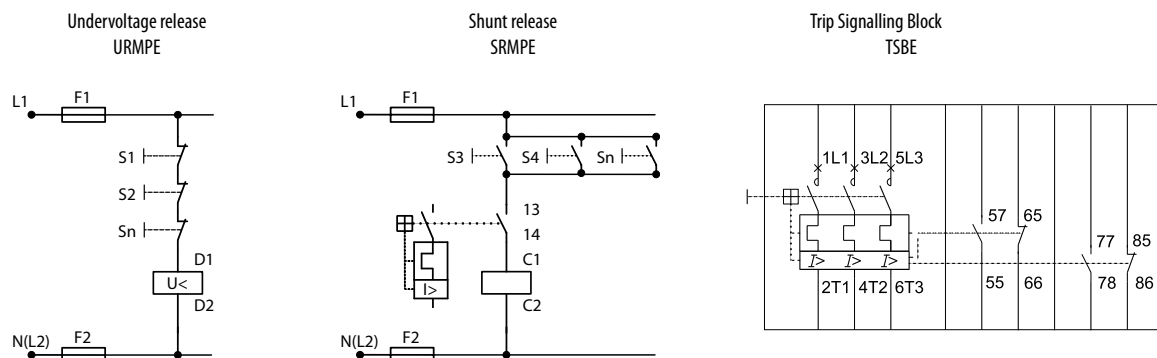 Undervoltage release
URMPE
L1
F1
S1
S2
Sn
D1
U<
D2
N(L2)
F2
Shunt release
SRMPE
L1
F1
S3
S4
Sn
13
14
I>
C1
C2
N(L2)
F2
Trip Signalling Block
TSBE
1L1 3L2 5L3
I> I> I>
2T1 4T2 6T3
57 65
55 66
77 85
78 86